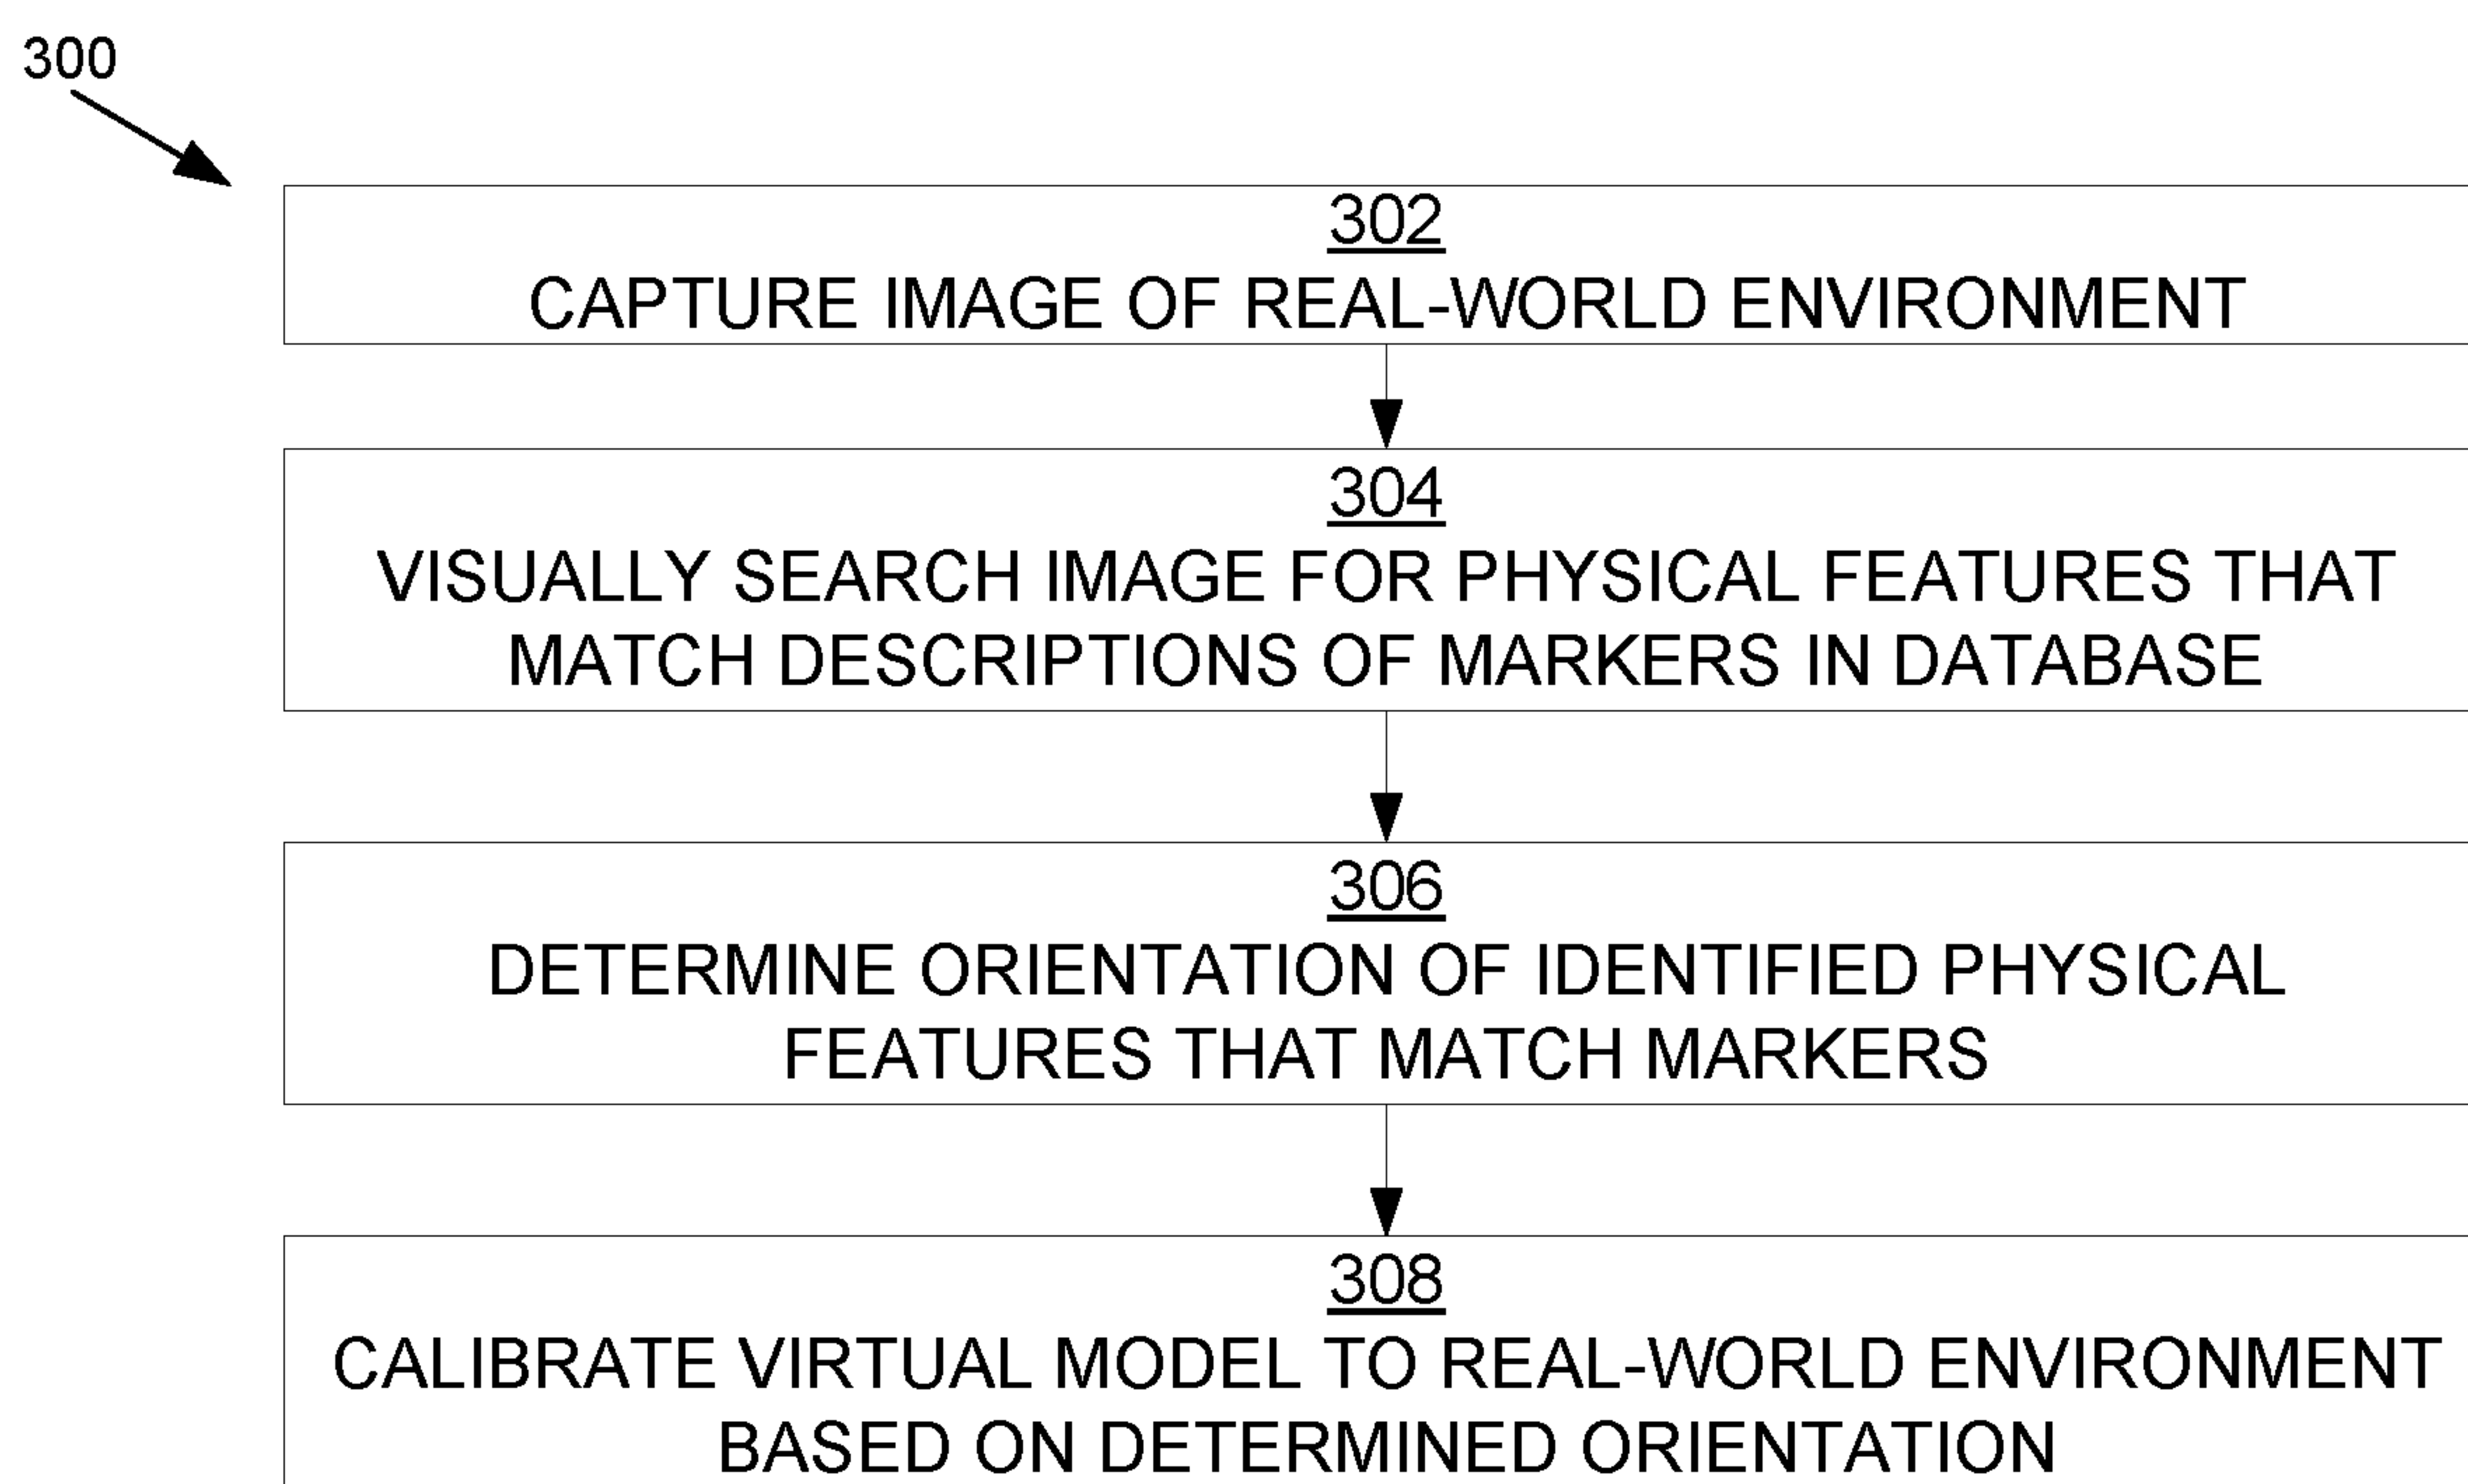 300
302
CAPTURE IMAGE OF REAL-WORLD ENVIRONMENT
304
VISUALLY SEARCH IMAGE FOR PHYSICAL FEATURES THAT
MATCH DESCRIPTIONS OF MARKERS IN DATABASE
306
DETERMINE ORIENTATION OF IDENTIFIED PHYSICAL
FEATURES THAT MATCH MARKERS
308
CALIBRATE VIRTUAL MODEL TO REAL-WORLD ENVIRONMENT
BASED ON DETERMINED ORIENTATION